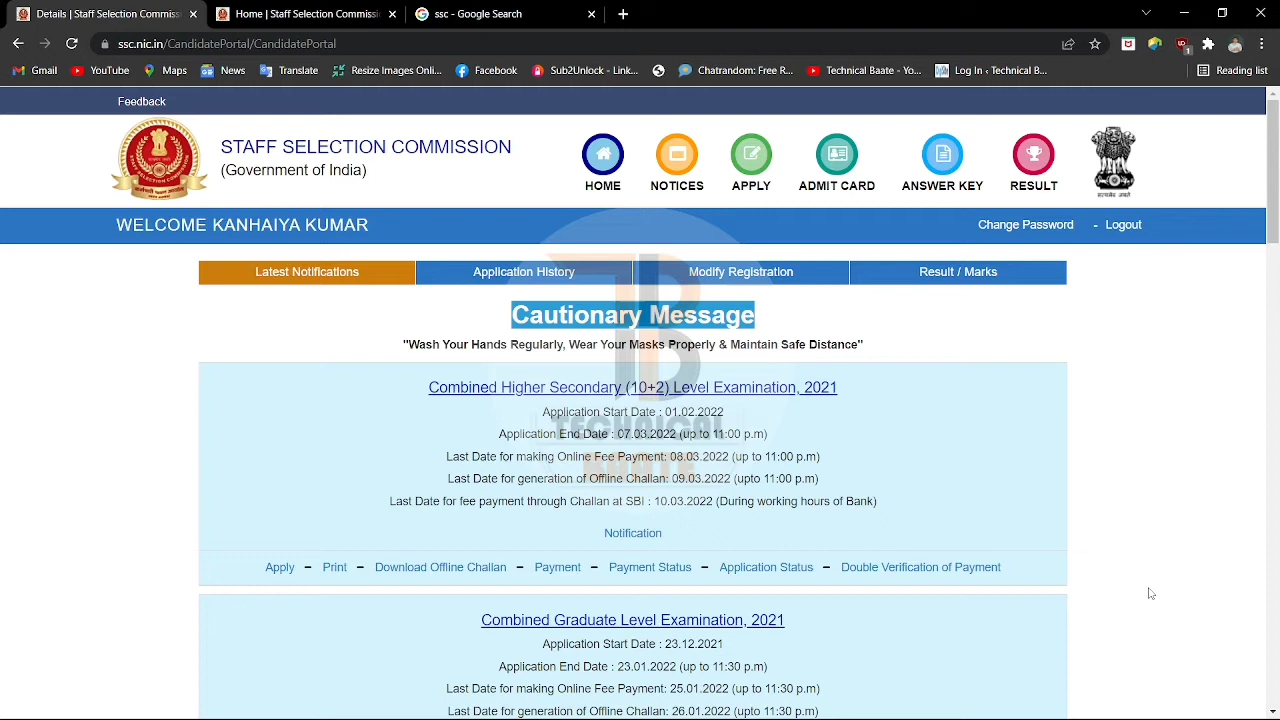 Details | Staff Selection Commiss
Home | Staff Selection Commissi
ssc - Google Search
ssc.nic.in/CandidatePortal/CandidatePortal
Gmail
YouTube
Maps
News
Translate
Resize Images Onli...
Facebook
Sub2Unlock - Link...
Charandom: Free R...
Technical Baate - Yo...
Log In ‹ Technical B...
Reading list
Feedback
STAFF SELECTION COMMISSION
(Government of India)
HOME
NOTICES
APPLY
ADMIT CARD
ANSWER KEY
RESULT
सत्यमेव जयते
WELCOME KANHAIYA KUMAR
Change Password - Logout
Latest Notifications
Application History
Modify Registration
Result / Marks
Cautionary Message
"Wash Your Hands Regularly, Wear Your Masks Properly & Maintain Safe Distance"
Combined Higher Secondary (10+2) Level Examination, 2021
Application Start Date : 01.02.2022
Application End Date : 07.03.2022 (up to 11:00 p.m)
Last Date for making Online Fee Payment: 08.03.2022 (upto 11:00 p.m)
Last Date for generation of Offline Challan: 09.03.2022 (upto 11:00 p.m)
Last Date for fee payment through Challan at SBI : 10.03.2022 (During working hours of Bank)
TECHNICAL
BAATE
Notification
Apply – Print – Download Offline Challan – Payment – Payment Status – Application Status – Double Verification of Payment
Combined Graduate Level Examination, 2021
Application Start Date : 23.12.2021
Application End Date : 23.01.2022 (up to 11:30 p.m)
Last Date for making Online Fee Payment: 25.01.2022 (upto 11:30 p.m)
Last Date for generation of Offline Challan: 26.01.2022 (upto 11:30 p.m)